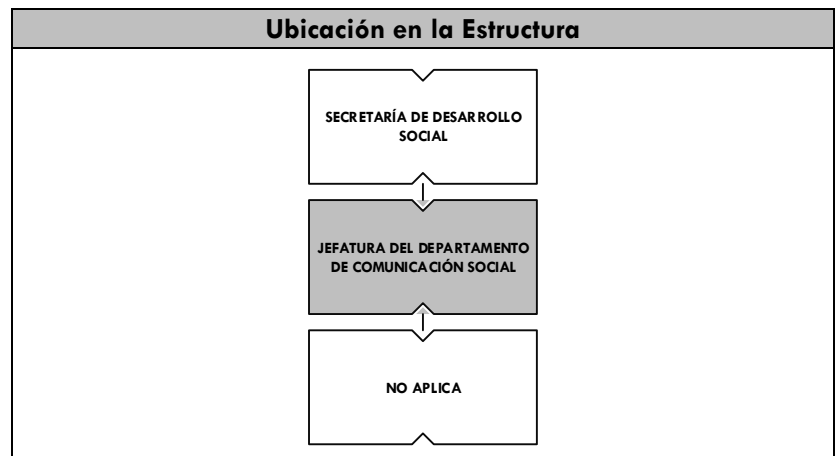 Ubicación en la Estructura
SECRETARÍA DE DESARROLLO
SOCIAL
JEFATURA DEL DEPARTAMENTO
DE COMUNICACIÓN SOCIAL
NO APLICA